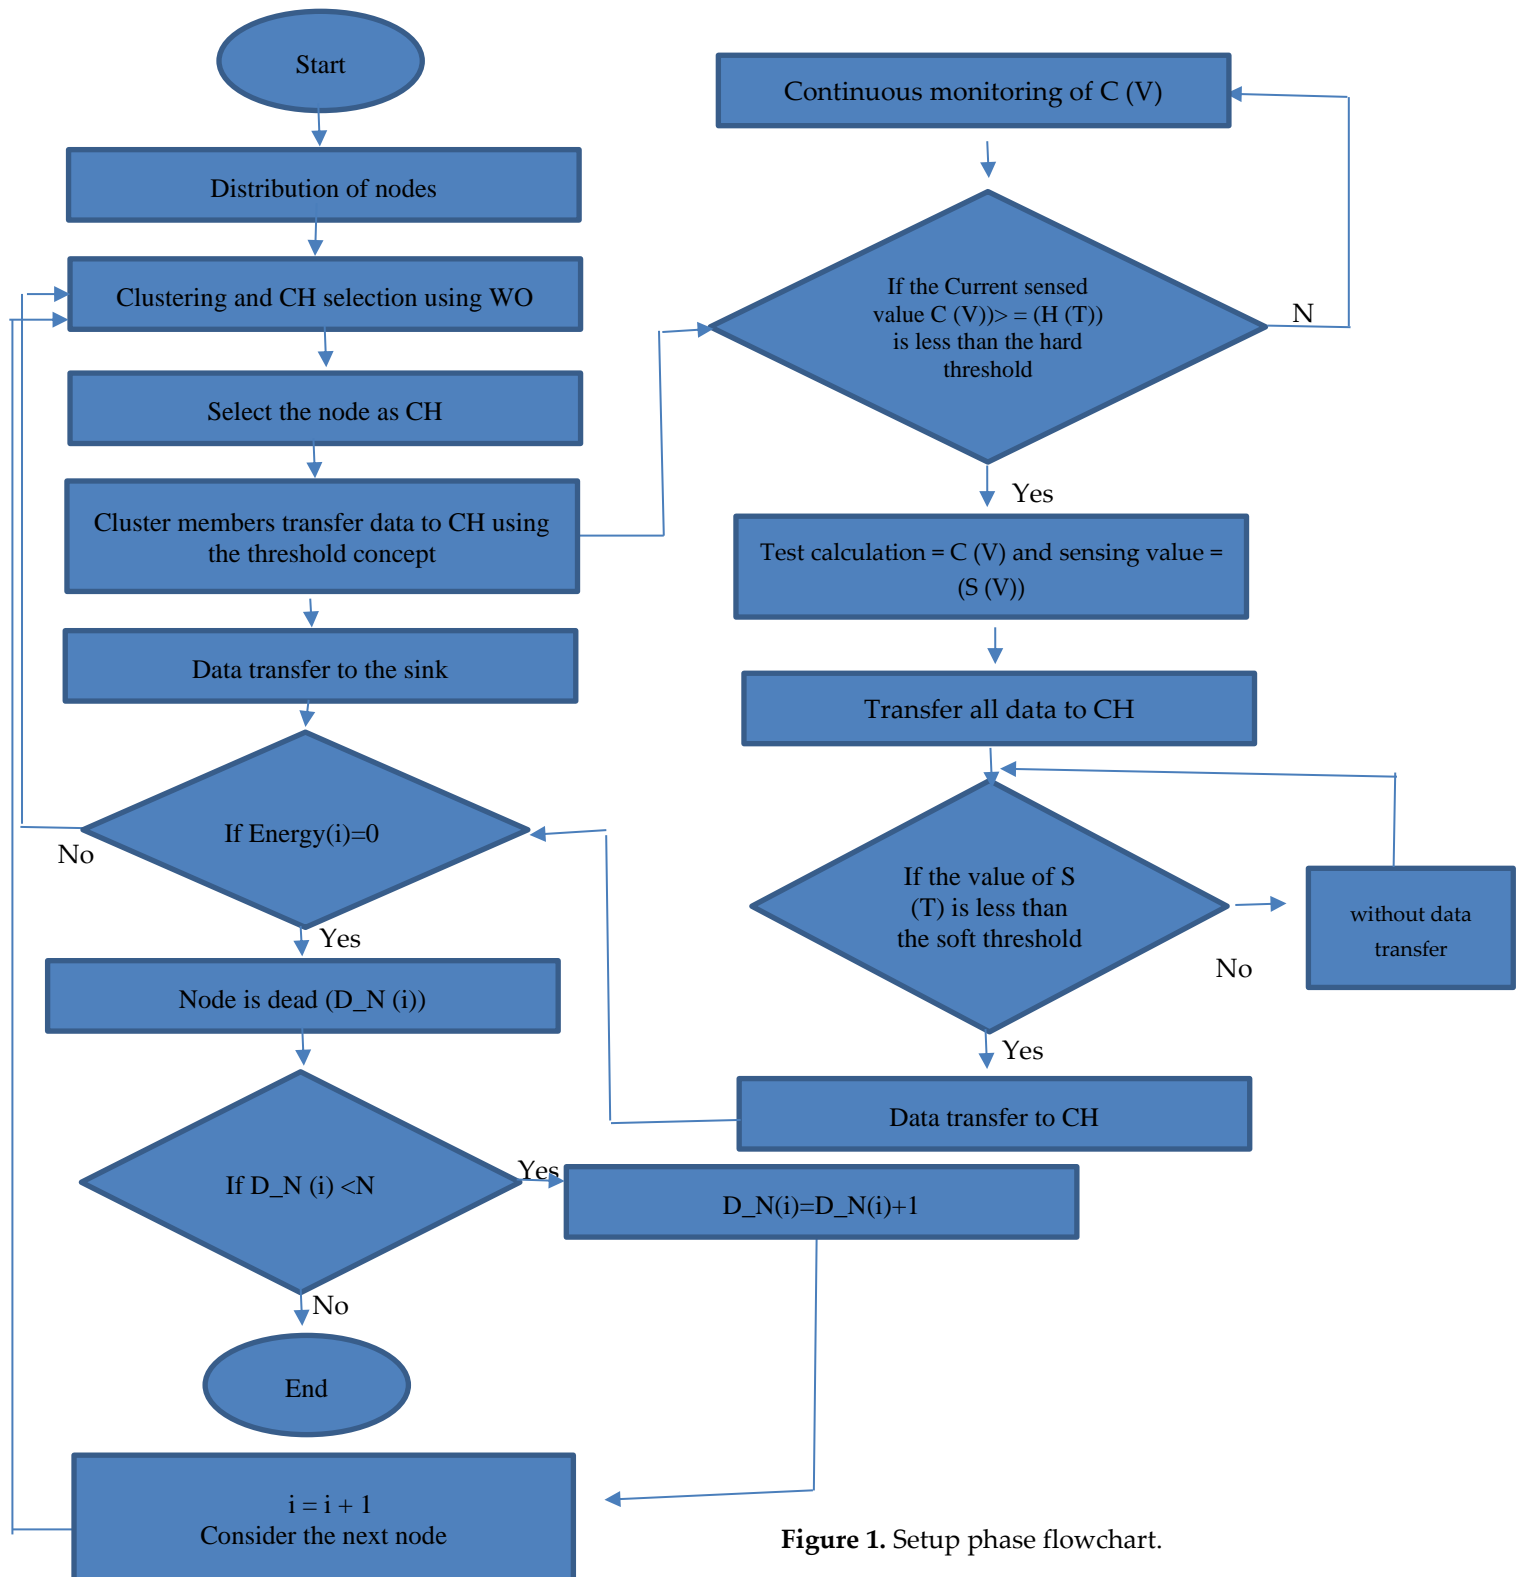 Start
Distribution of nodes
Clustering and CH selection using WO
Select the node as CH
Cluster members transfer data to CH using
the threshold concept
Data transfer to the sink
If Energy(i)=0
No
Yes
Node is dead (D_N (i))
If D_N (i) <N
Yes
D_N(i)=D_N(i)+1
No
End
i = i + 1
Consider the next node
Continuous monitoring of C (V)
If the Current sensed
value C (V))> = (H (T))
is less than the hard
threshold
N
Yes
Test calculation = C (V) and sensing value =
(S (V))
Transfer all data to CH
If the value of S
(T) is less than
the soft threshold
No
without data
transfer
Yes
Data transfer to CH
Figure 1. Setup phase flowchart.